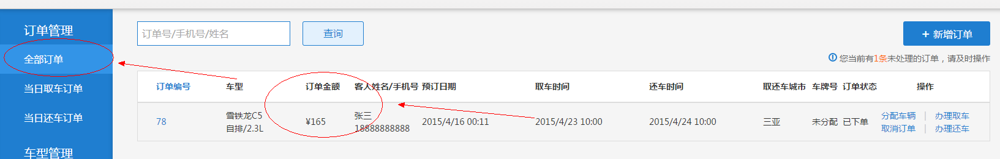 订单管理
全部订单
当日取车订单
当日还车订单
车型管理
订单号/手机号/姓名
查询
+ 新增订单
您当前有1条未处理的订单，请及时操作
订单编号 车型 订单金额 客人姓名/手机号 预订日期 取车时间 还车时间 取还车城市 车牌号 订单状态 操作
78 雪铁龙C5 ¥165 张三 2015/4/16 00:11 2015/4/23 10:00 2015/4/24 10:00 三亚 未分配 已下单 分配车辆 | 办理取车
自排/2.3L 18888888888 取消订单 | 办理还车